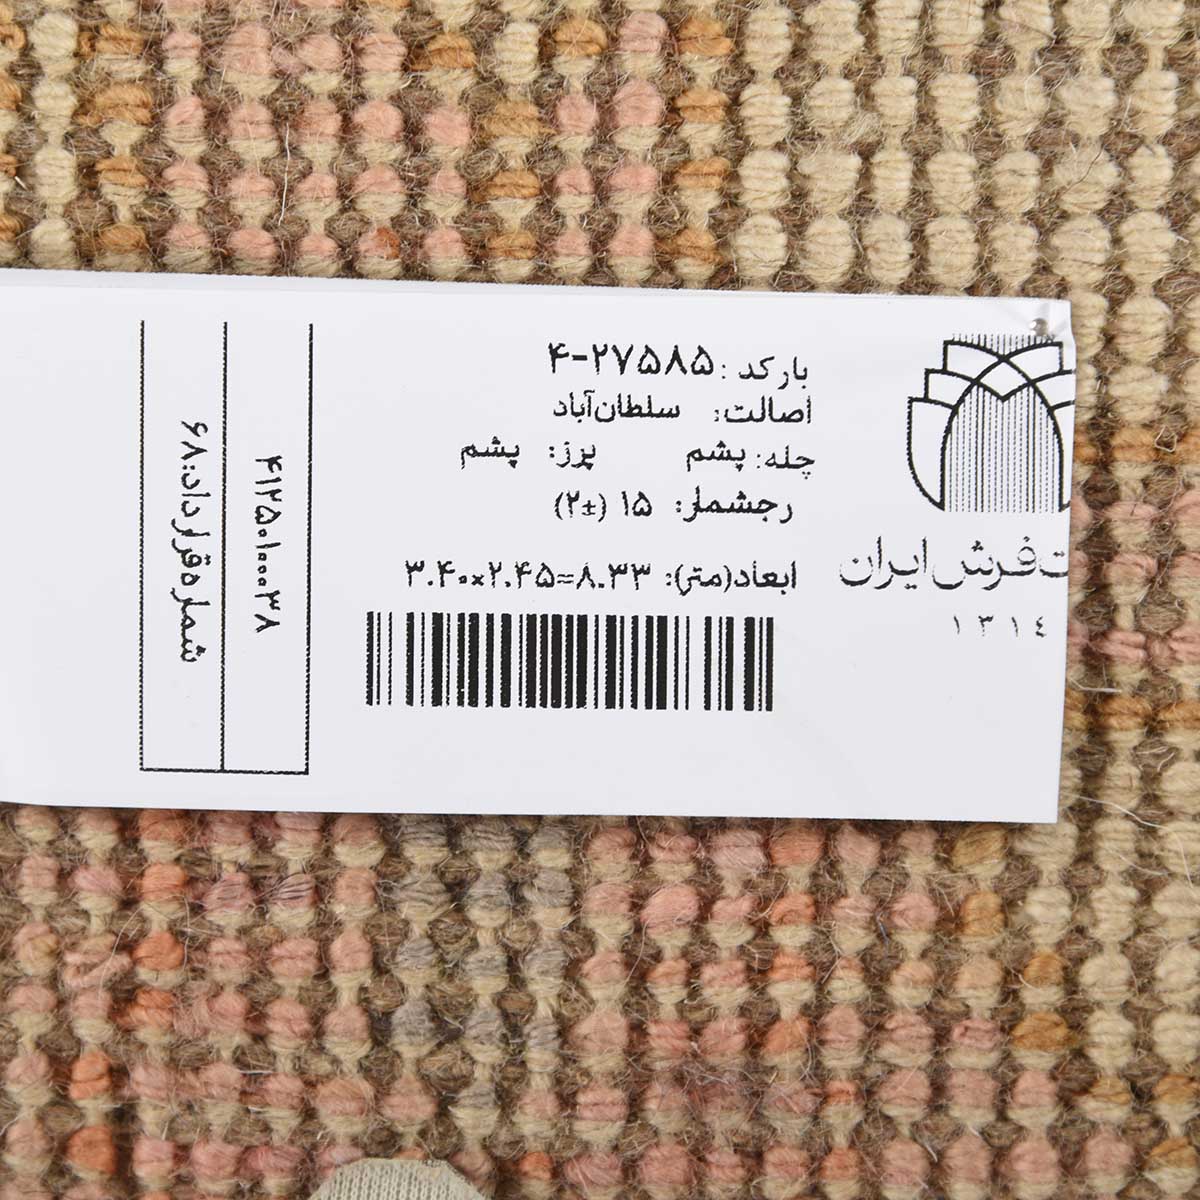 بارکد: ۴-۲۷۵۸۵
اصالت: سلطان‌آباد
چله: پشم پرز: پشم
رجشمار: ۱۵ (±۲)
ابعاد(متر): ۳.۴۰×۲.۴۵=۸.۳۳
ت فرش ایران
۱۳۱۴
۴۱۲۵۰۱۰۰۰۳۸
شماره قرارداد:۶۸